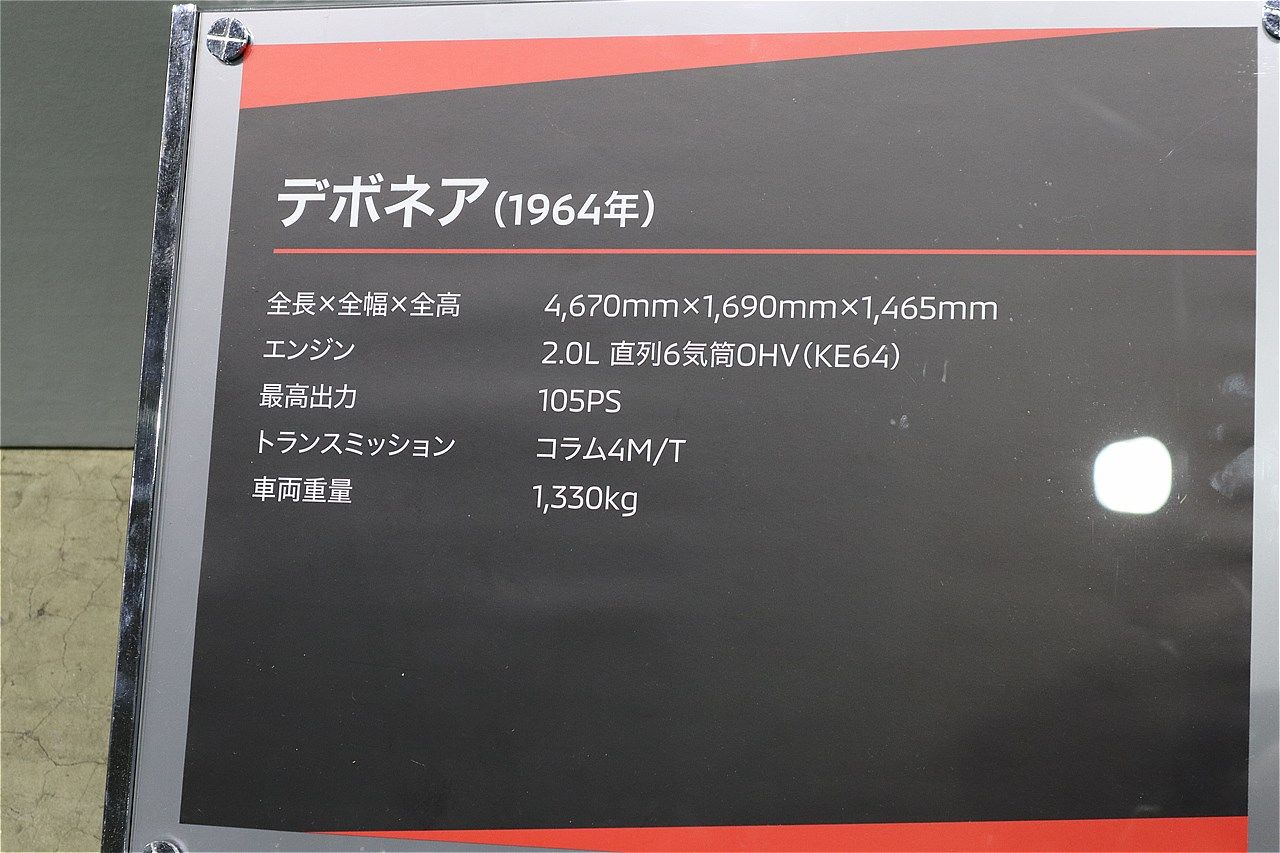 デボネア(1964年)
全長×全幅×全高 4,670mm×1,690mm×1,465mm
エンジン 2.0L 直列6気筒OHV(KE64)
最高出力 105PS
トランスミッション コラム4M/T
車両重量 1,330kg